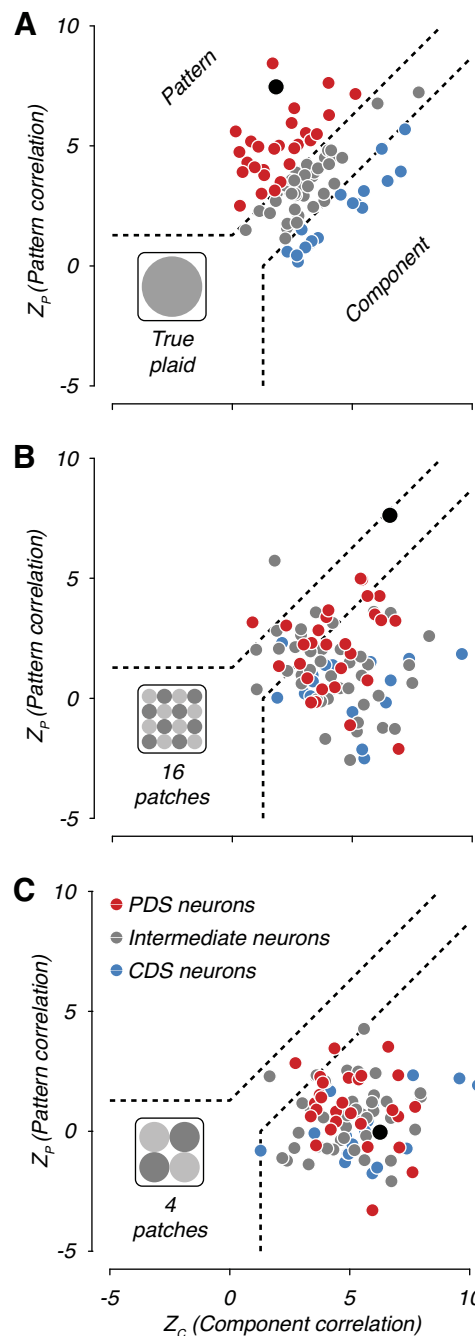 A
10
5
0
-5
Z_P (Pattern correlation)
Pattern
Component
True
plaid
B
10
5
0
-5
Z_P (Pattern correlation)
16
patches
C
10
5
0
-5
Z_P (Pattern correlation)
PDS neurons
Intermediate neurons
CDS neurons
4
patches
-5 0 5 10
Z_C (Component correlation)